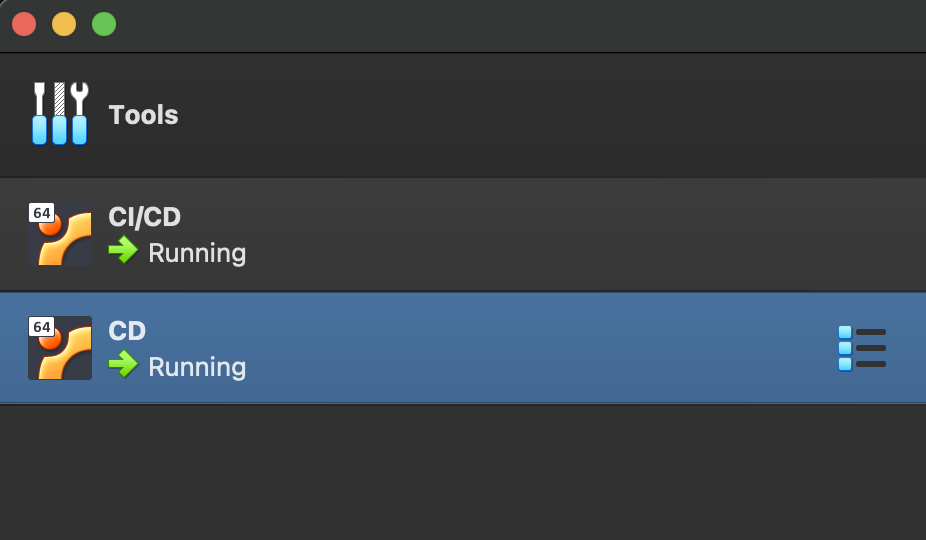 Tools
64
CI/CD
Running
64
CD
Running